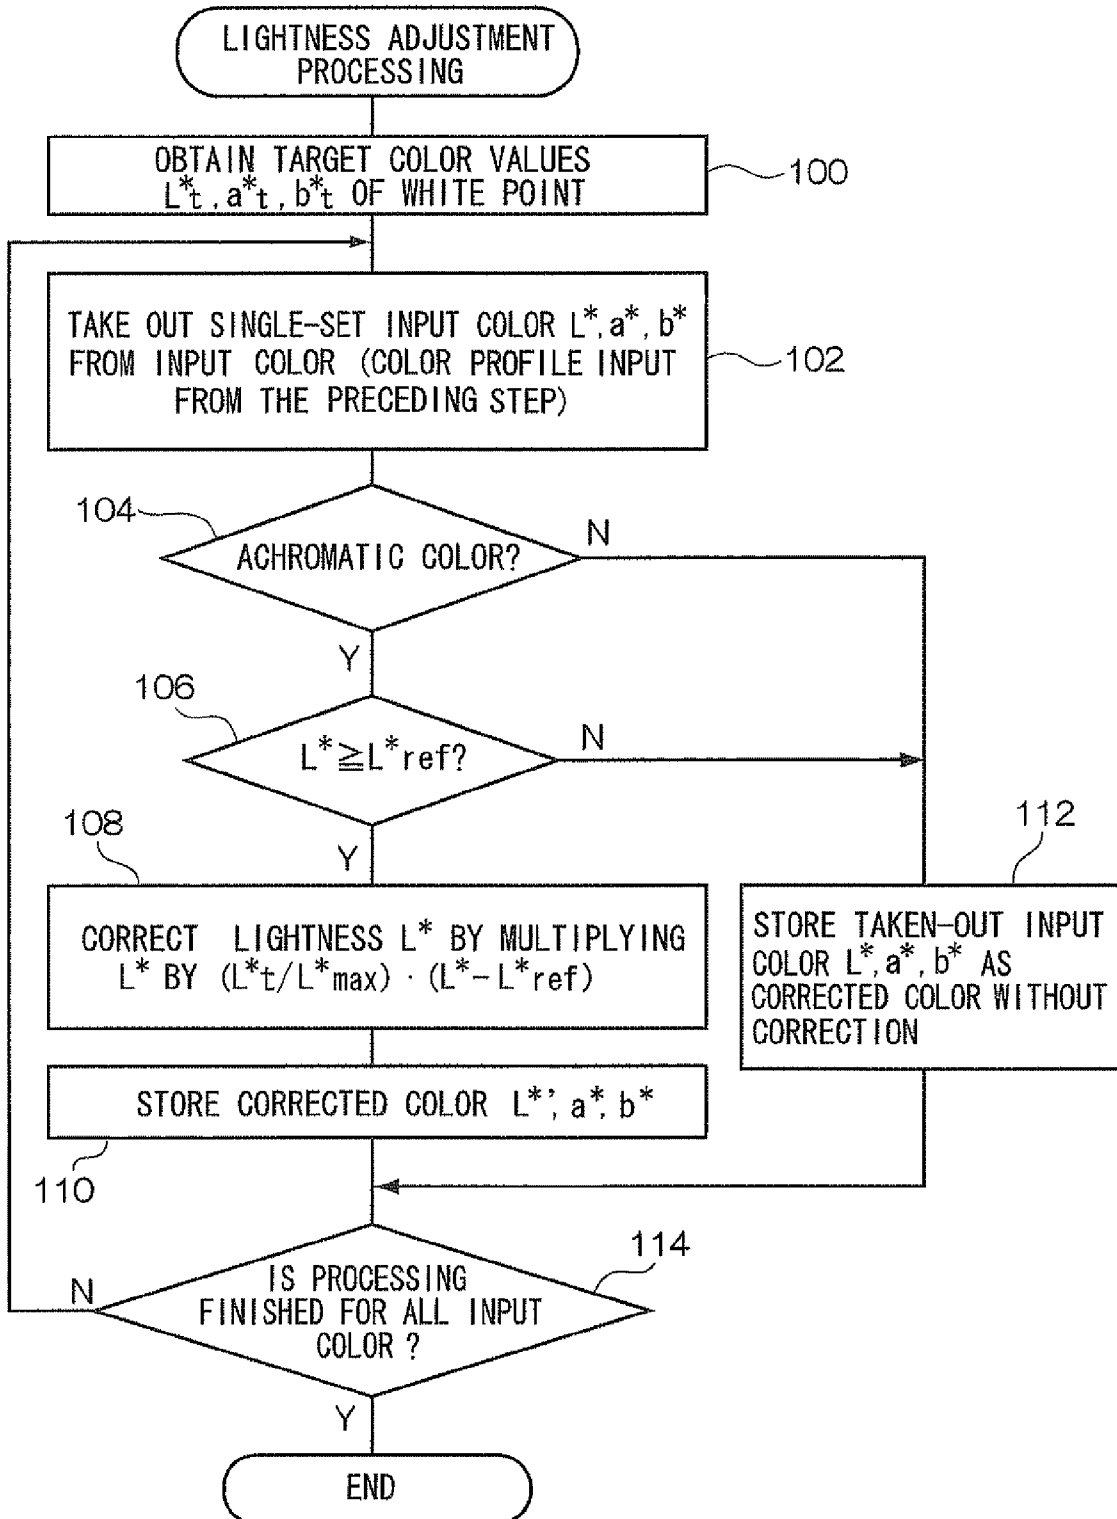 LIGHTNESS ADJUSTMENT
PROCESSING
OBTAIN TARGET COLOR VALUES
L*t, a*t, b*t OF WHITE POINT
100
TAKE OUT SINGLE-SET INPUT COLOR L*, a*, b*
FROM INPUT COLOR (COLOR PROFILE INPUT
FROM THE PRECEDING STEP)
102
104
ACHROMATIC COLOR?
N
Y
106
L*≧L*ref?
N
Y
108
CORRECT LIGHTNESS L* BY MULTIPLYING
L* BY (L*t/L*max)·(L*-L*ref)
112
STORE TAKEN-OUT INPUT
COLOR L*, a*, b* AS
CORRECTED COLOR WITHOUT
CORRECTION
STORE CORRECTED COLOR L*', a*, b*
110
114
IS PROCESSING
FINISHED FOR ALL INPUT
COLOR ?
N
Y
END